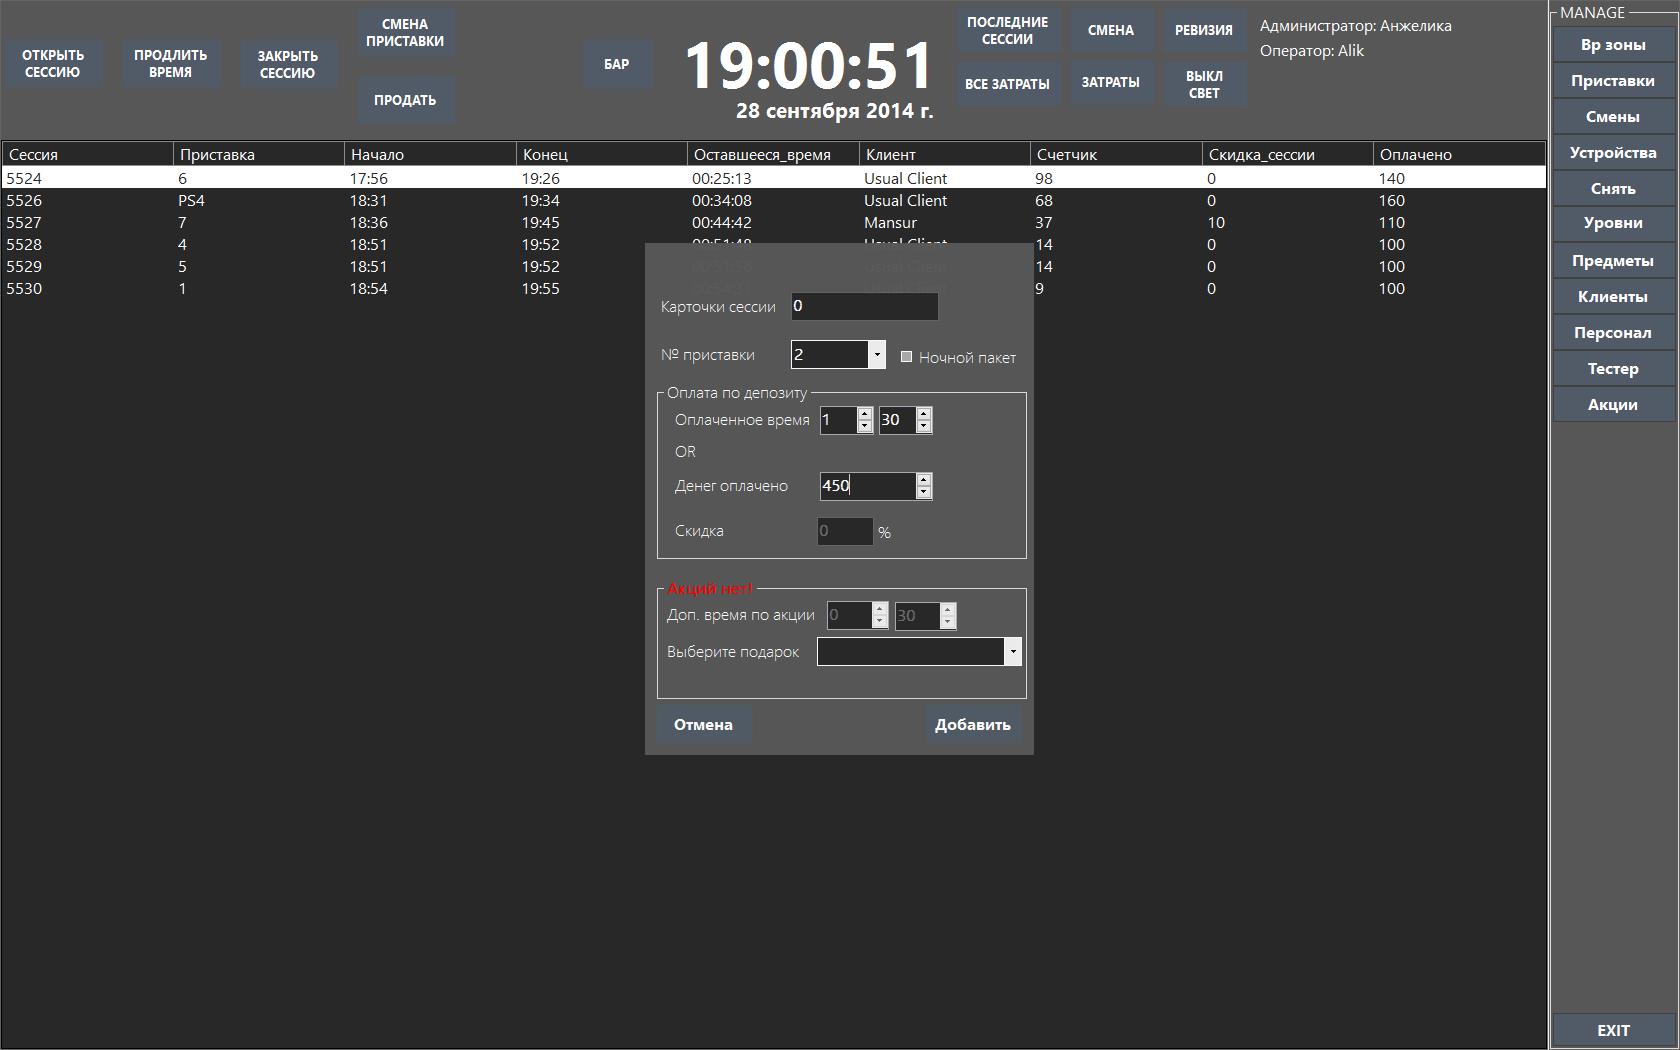 ОТКРЫТЬ
СЕССИЮ
ПРОДЛИТЬ
ВРЕМЯ
ЗАКРЫТЬ
СЕССИЮ
СМЕНА
ПРИСТАВКИ
ПРОДАТЬ
БАР
19:00:51
28 сентября 2014 г.
ПОСЛЕДНИЕ
СЕССИИ
СМЕНА
РЕВИЗИЯ
ВСЕ ЗАТРАТЫ
ЗАТРАТЫ
ВЫКЛ
СВЕТ
Администратор: Анжелика
Оператор: Alik
Сессия Приставка Начало Конец Оставшееся_время Клиент Счетчик Скидка_сессии Оплачено
5524 6 17:56 19:26 00:25:13 Usual Client 98 0 140
5526 PS4 18:31 19:34 00:34:08 Usual Client 68 0 160
5527 7 18:36 19:45 00:44:42 Mansur 37 10 110
5528 4 18:51 19:52 00:51:48 Usual Client 14 0 100
5529 5 18:51 19:52 Usual Client 14 0 100
5530 1 18:54 19:55 9 0 100
Карточки сессии 0
№ приставки 2 Ночной пакет
Оплата по депозиту
Оплаченное время 1 30
OR
Денег оплачено 450
Скидка 0 %
Акций нет!
Доп. время по акции 0 30
Выберите подарок
Отмена Добавить
MANAGE
Вр зоны
Приставки
Смены
Устройства
Снять
Уровни
Предметы
Клиенты
Персонал
Тестер
Акции
EXIT